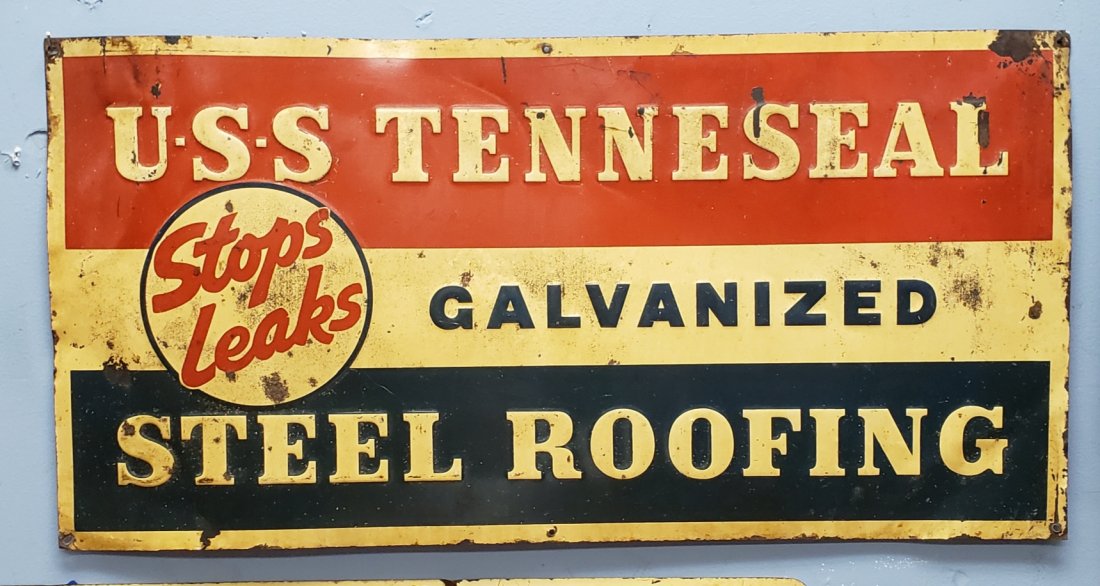 U·S·S TENNESEAL
Stops
Leaks
GALVANIZED
STEEL ROOFING